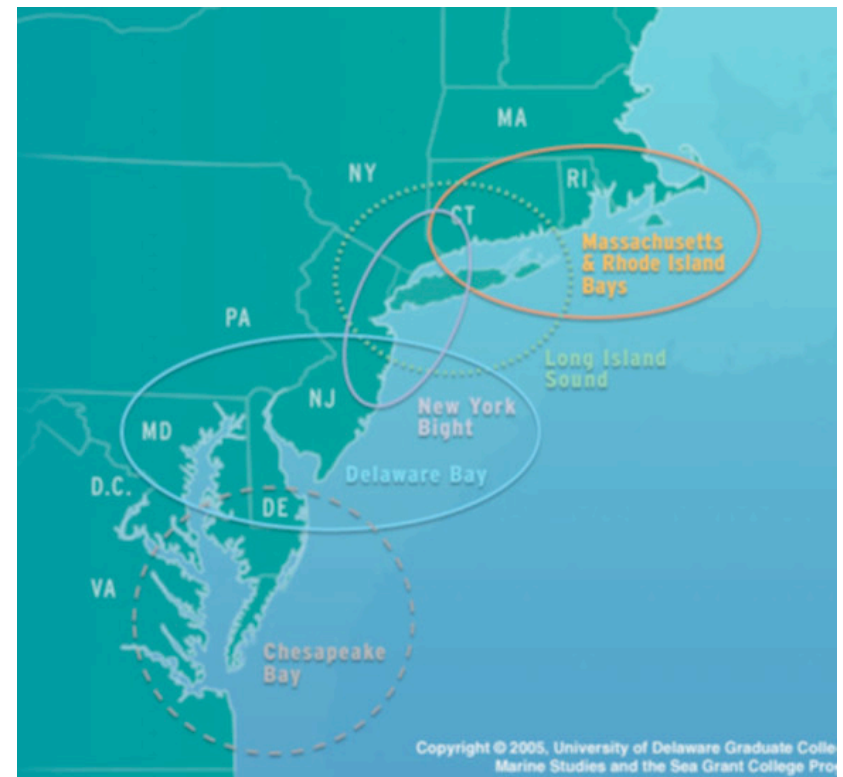 MA
NY
RI
CT
Massachusetts
& Rhode Island
Bays
PA
Long Island
Sound
NJ
New York
Bight
MD
Delaware Bay
D.C.
DE
VA
Chesapeake
Bay
Copyright © 2005, University of Delaware Graduate Colle
Marine Studies and the Sea Grant College Pro